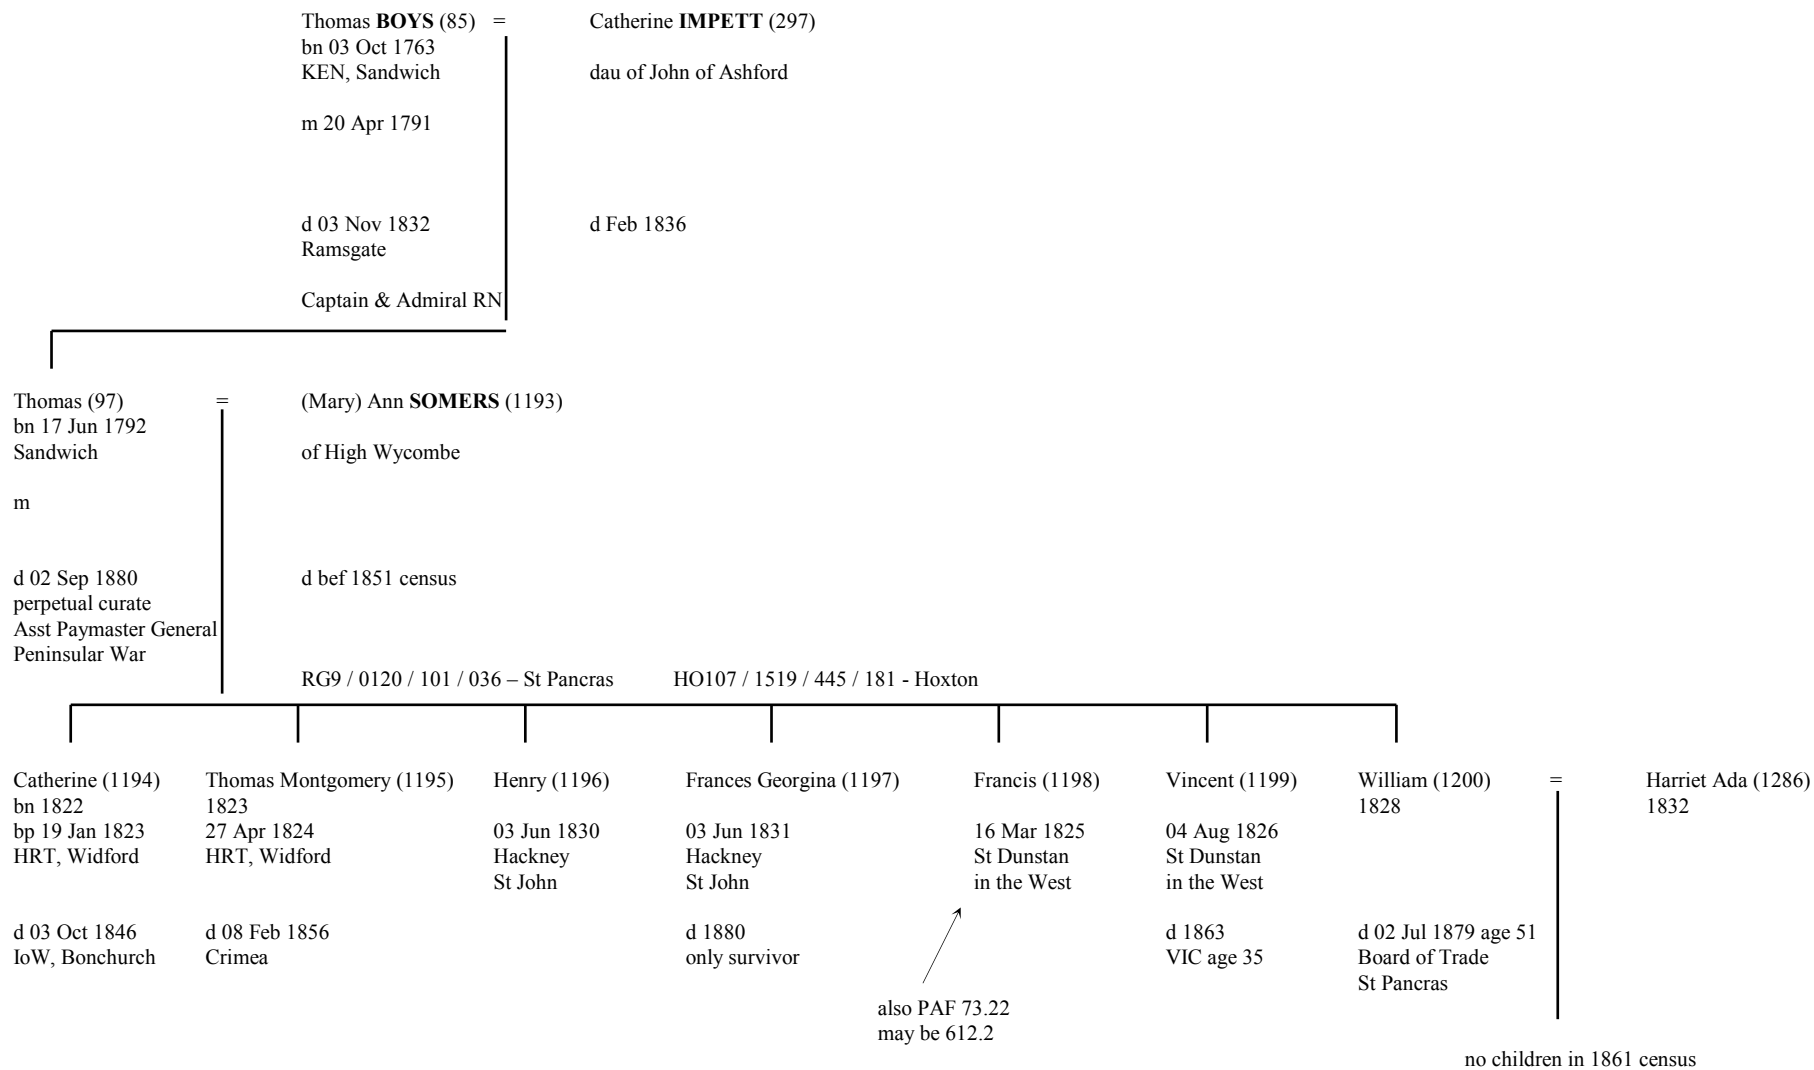 Thomas BOYS (85) = Catherine IMPETT (297)
bn 03 Oct 1763
KEN, Sandwich dau of John of Ashford
m 20 Apr 1791
d 03 Nov 1832 d Feb 1836
Ramsgate
Captain & Admiral RN
Thomas (97) = (Mary) Ann SOMERS (1193)
bn 17 Jun 1792
Sandwich of High Wycombe
m
d 02 Sep 1880 d bef 1851 census
perpetual curate
Asst Paymaster General
Peninsular War
RG9 / 0120 / 101 / 036 – St Pancras HO107 / 1519 / 445 / 181 - Hoxton
Catherine (1194) Thomas Montgomery (1195) Henry (1196) Frances Georgina (1197) Francis (1198) Vincent (1199) William (1200) = Harriet Ada (1286)
bn 1822 1823 1828 1832
bp 19 Jan 1823 27 Apr 1824 03 Jun 1830 03 Jun 1831 16 Mar 1825 04 Aug 1826
HRT, Widford HRT, Widford Hackney Hackney St Dunstan St Dunstan
St John St John in the West in the West
d 03 Oct 1846 d 08 Feb 1856 d 1880 d 1863 d 02 Jul 1879 age 51
IoW, Bonchurch Crimea only survivor VIC age 35 Board of Trade
St Pancras
also PAF 73.22
may be 612.2
no children in 1861 census